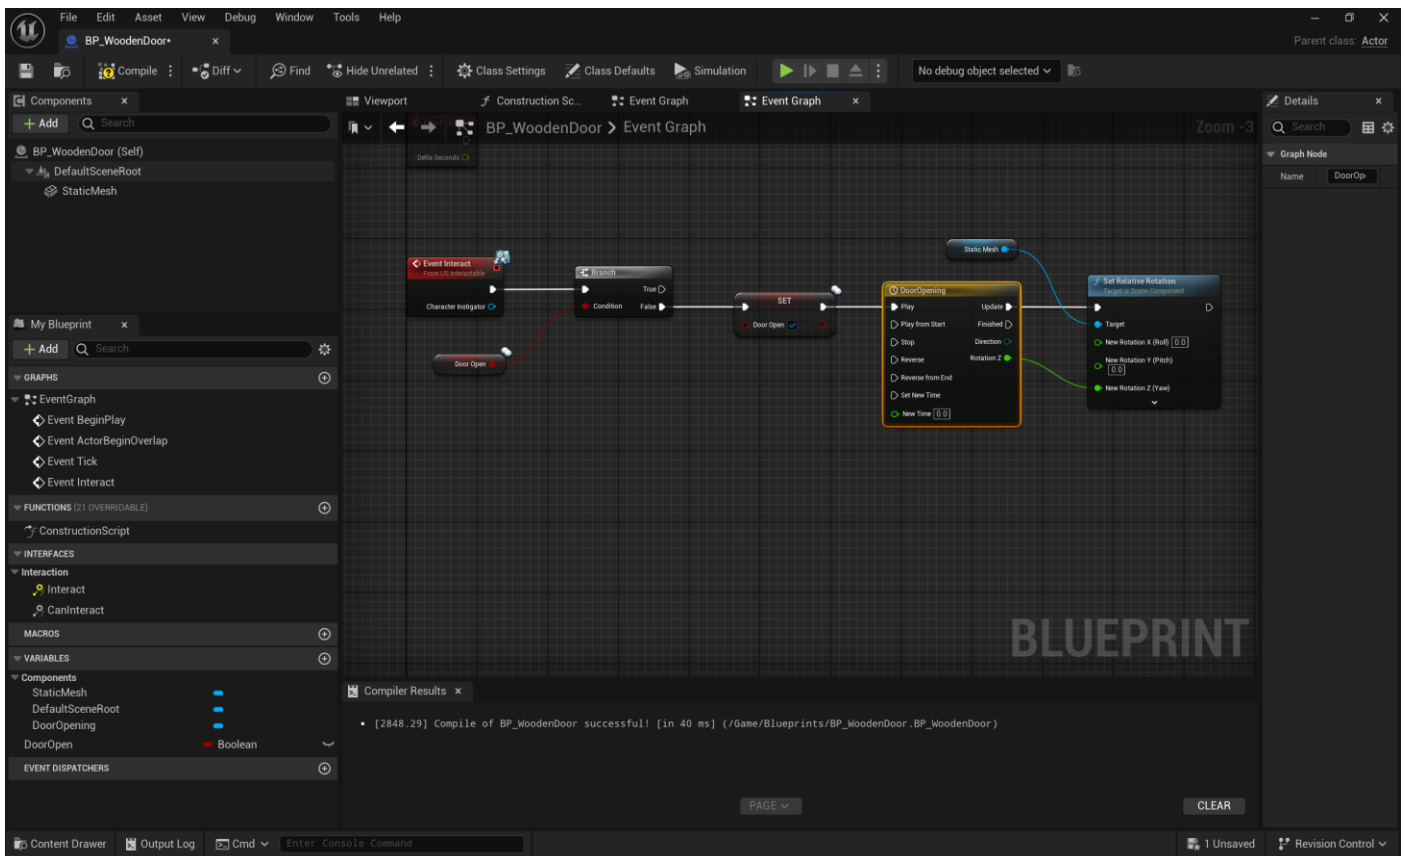 File Edit Asset View Debug Window Tools Help
BP_WoodenDoor•
Parent class: Actor
Compile Diff Find Hide Unrelated Class Settings Class Defaults Simulation No debug object selected
Components
Viewport
Construction Sc...
Event Graph
Event Graph
Details
Add Search
BP_WoodenDoor > Event Graph
Zoom -3
Search
BP_WoodenDoor (Self)
DefaultSceneRoot
StaticMesh
Delta Seconds
Graph Node
Name DoorOp
Event Interact
Character Instigator
Branch
True
Condition False
Door Open
SET
Door Open
DoorOpening
Play Update
Play from Start Finished
Stop Direction
Reverse Rotation Z
Reverse from End
Set New Time
New Time 0.0
Static Mesh
Set Relative Rotation
Target is Scene Component
Target
New Rotation X (Roll) 0.0
New Rotation Y (Pitch)
0.0
New Rotation Z (Yaw)
BLUEPRINT
My Blueprint
Add Search
GRAPHS
EventGraph
Event BeginPlay
Event ActorBeginOverlap
Event Tick
Event Interact
FUNCTIONS (21 OVERRIDABLE)
ConstructionScript
INTERFACES
Interaction
Interact
CanInteract
MACROS
VARIABLES
Components
StaticMesh
DefaultSceneRoot
DoorOpening
DoorOpen Boolean
EVENT DISPATCHERS
Compiler Results
[2848.29] Compile of BP_WoodenDoor successful! [in 40 ms] (/Game/Blueprints/BP_WoodenDoor.BP_WoodenDoor)
PAGE
CLEAR
Content Drawer Output Log Cmd Enter Console Command 1 Unsaved Revision Control